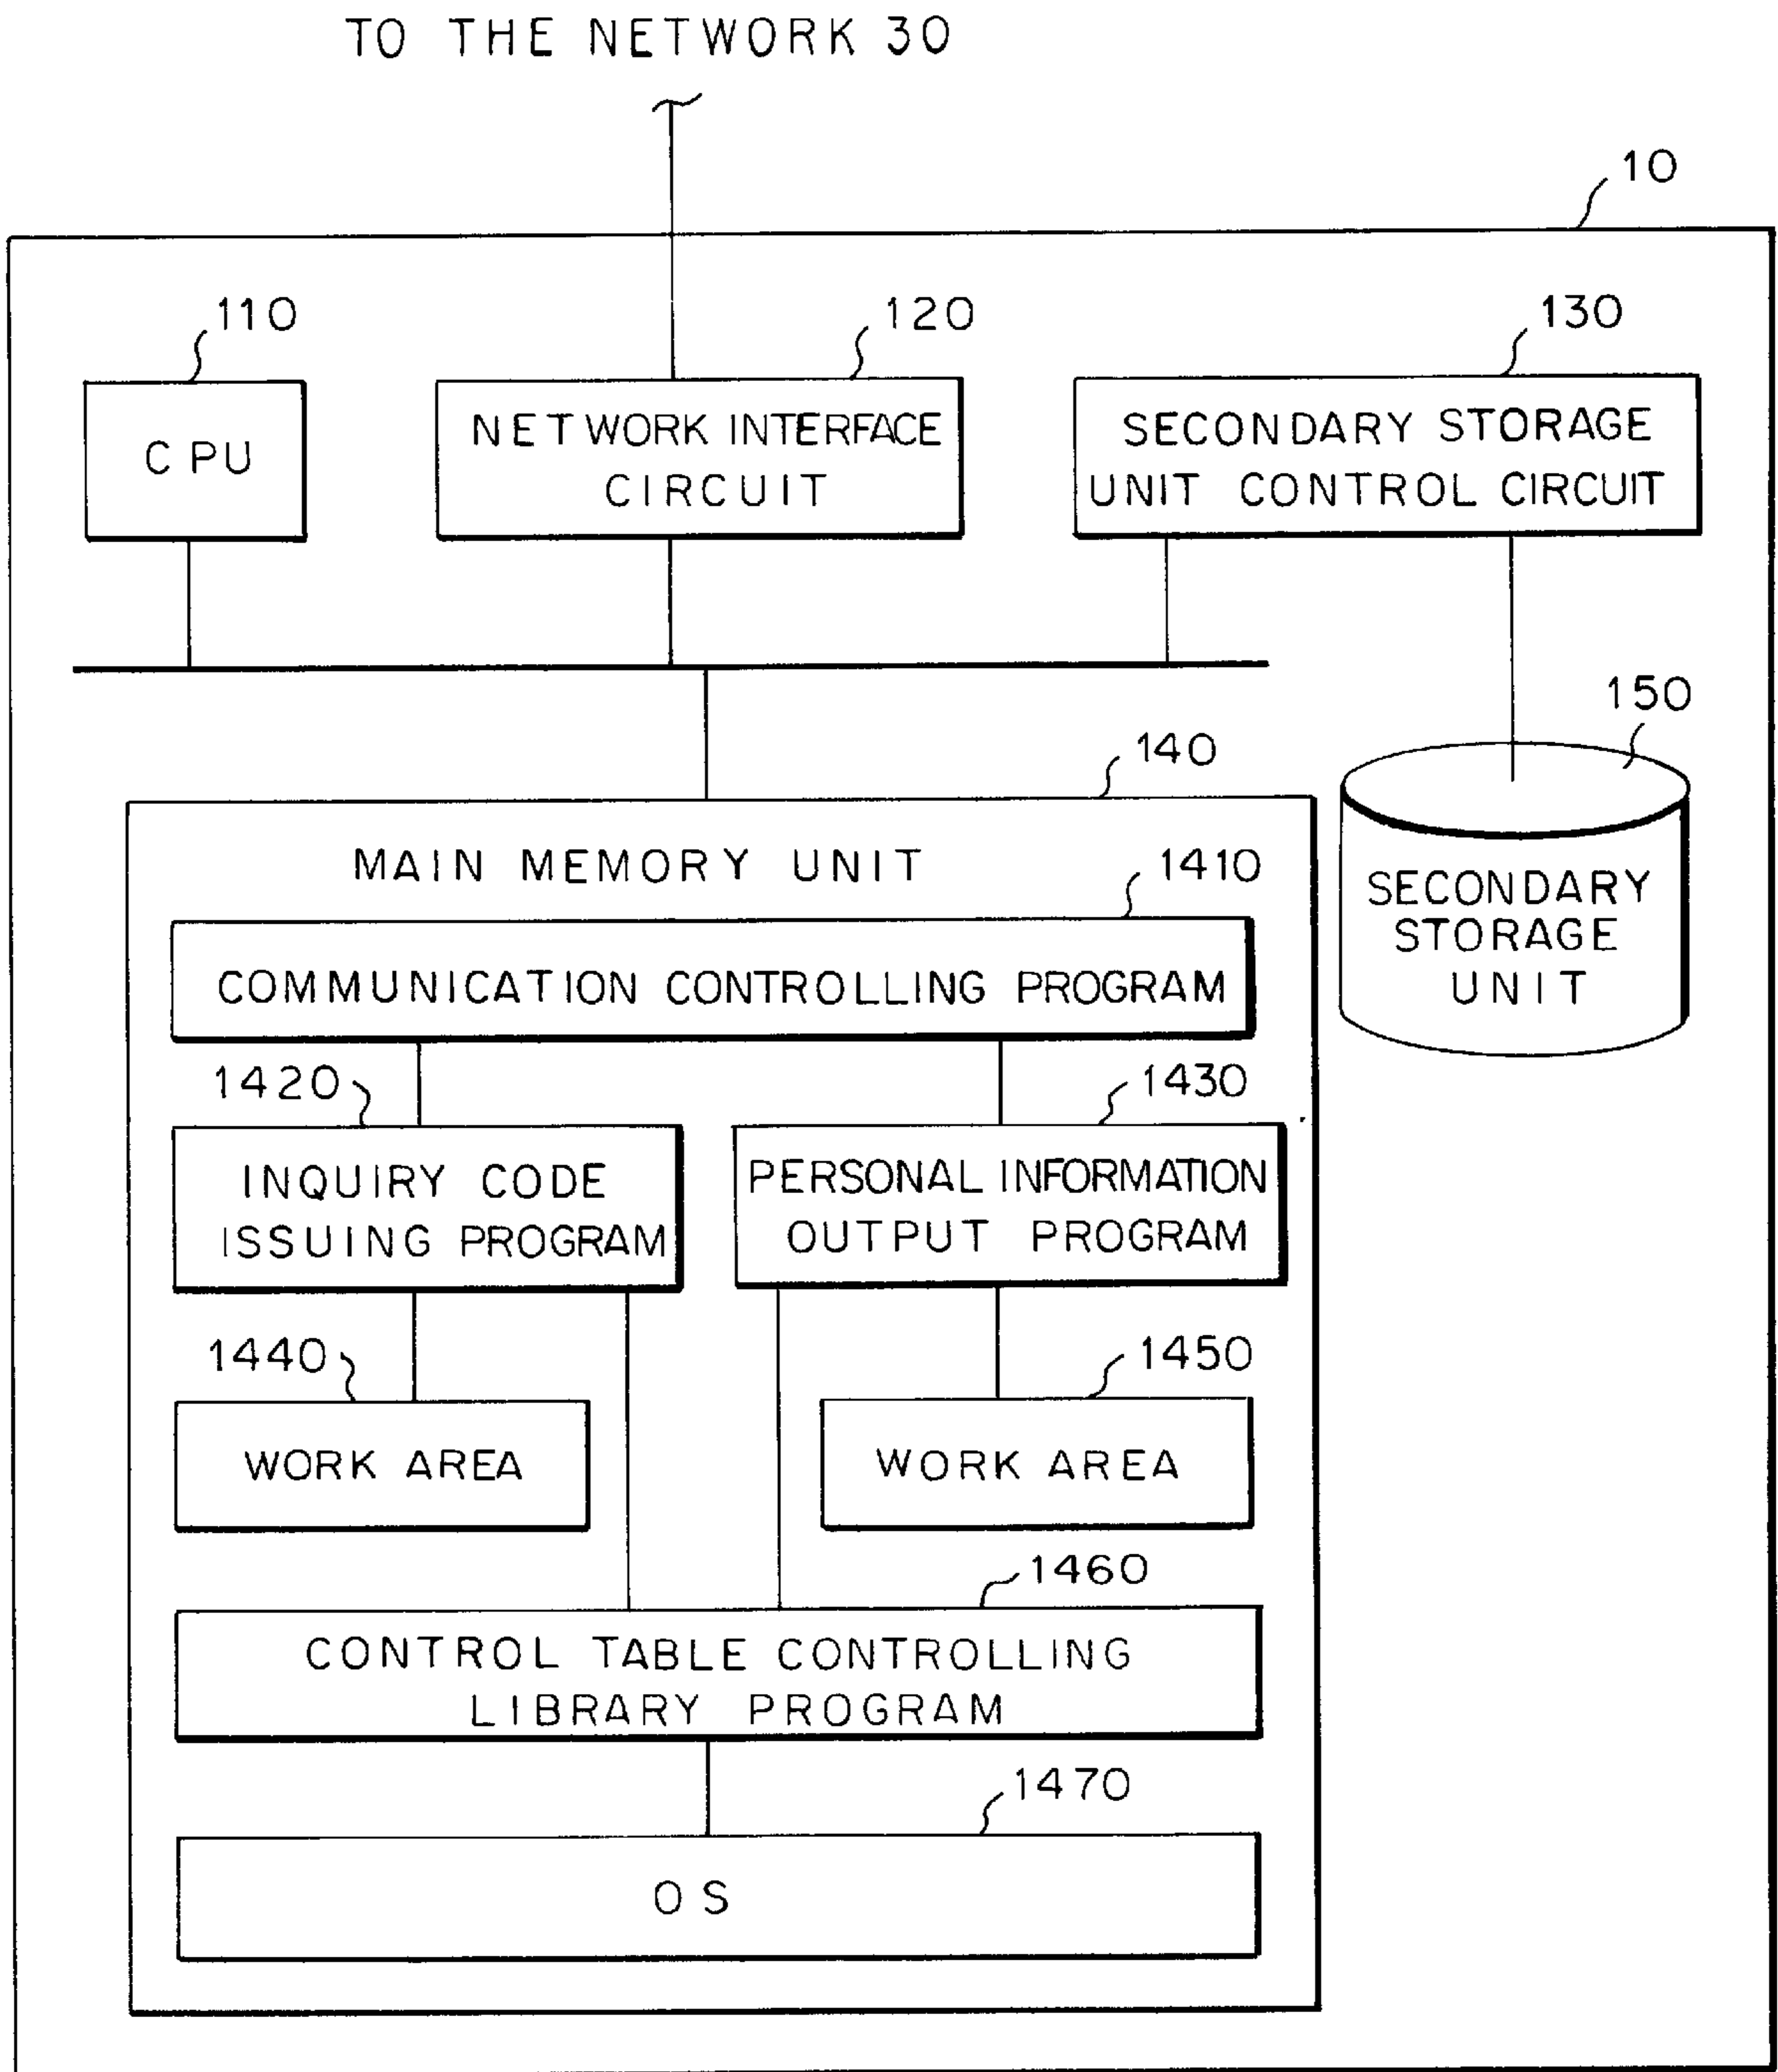 TO THE NETWORK 30
10
110
120
130
CPU
NETWORK INTERFACE
CIRCUIT
SECONDARY STORAGE
UNIT CONTROL CIRCUIT
150
140
MAIN MEMORY UNIT
1410
SECONDARY
STORAGE
UNIT
COMMUNICATION CONTROLLING PROGRAM
1420
1430
INQUIRY CODE
ISSUING PROGRAM
PERSONAL INFORMATION
OUTPUT PROGRAM
1440
1450
WORK AREA
WORK AREA
1460
CONTROL TABLE CONTROLLING
LIBRARY PROGRAM
1470
OS